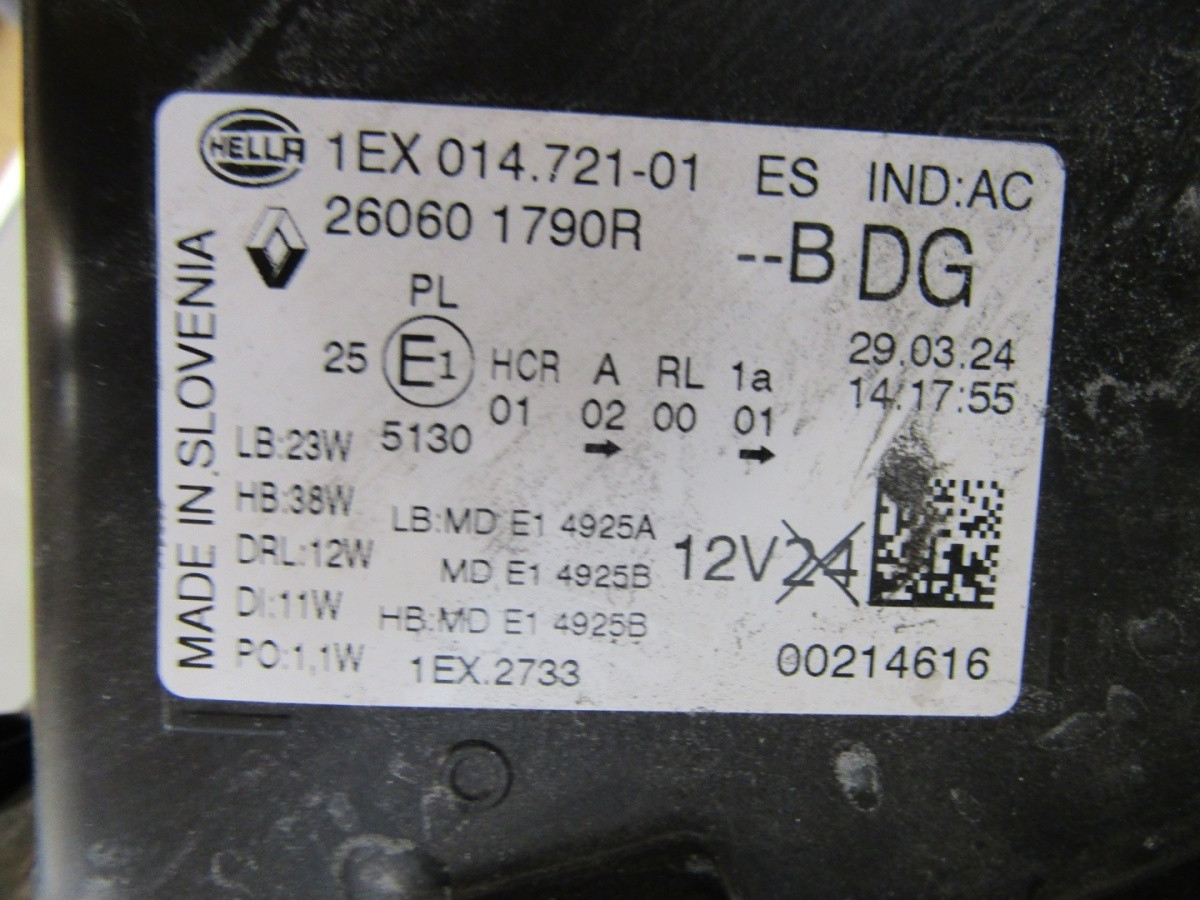 HELLA 1EX 014.721-01 ES IND:AC
26060 1790R --B DG
MADE IN SLOVENIA
PL
25 E1 HCR A RL 1a 29.03.24
01 02 00 01 14:17:55
5130
LB:23W
HB:38W LB:MD E1 4925A
DRL:12W MD E1 4925B 12V24
DI:11W HB:MD E1 4925B
PO:1,1W 1EX.2733 00214616